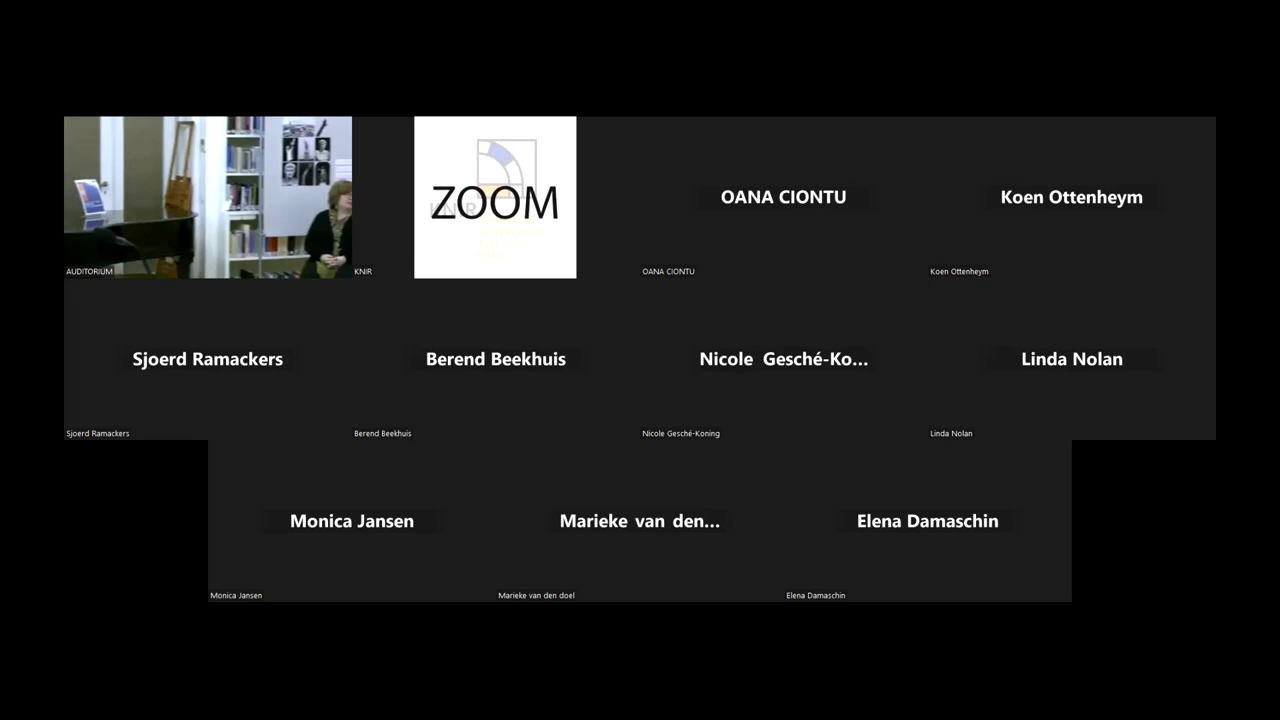 ZOOM
KNIR
OANA CIONTU
Koen Ottenheym
AUDITORIUM
KNIR
OANA CIONTU
Koen Ottenheym
Sjoerd Ramackers
Berend Beekhuis
Nicole Gesché-Ko...
Linda Nolan
Sjoerd Ramackers
Berend Beekhuis
Nicole Gesché-Koning
Linda Nolan
Monica Jansen
Marieke van den...
Elena Damaschin
Monica Jansen
Marieke van den doel
Elena Damaschin